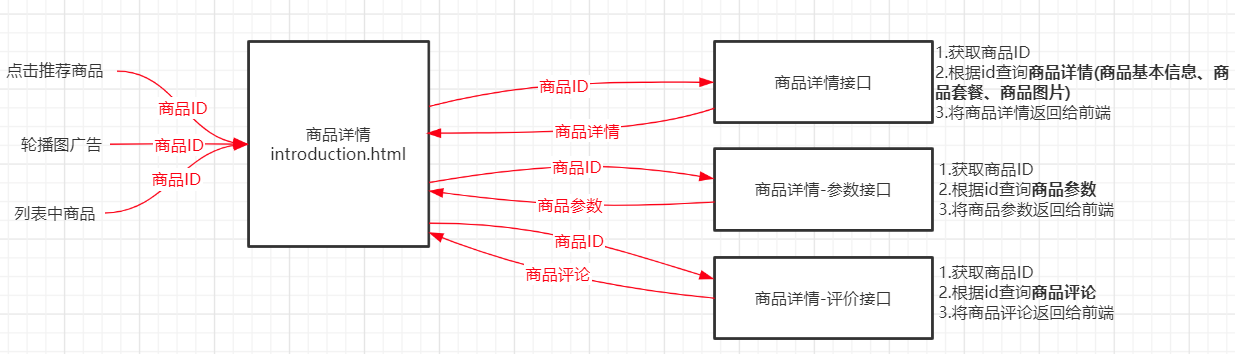 点击推荐商品
商品ID
轮播图广告
商品ID
商品ID
列表中商品
商品详情
introduction.html
商品ID
商品详情
商品ID
商品参数
商品ID
商品评论
商品详情接口
1.获取商品ID
2.根据id查询商品详情(商品基本信息、商
品套餐、商品图片)
3.将商品详情返回给前端
商品详情-参数接口
1.获取商品ID
2.根据id查询商品参数
3.将商品参数返回给前端
商品详情-评价接口
1.获取商品ID
2.根据id查询商品评论
3.将商品评论返回给前端